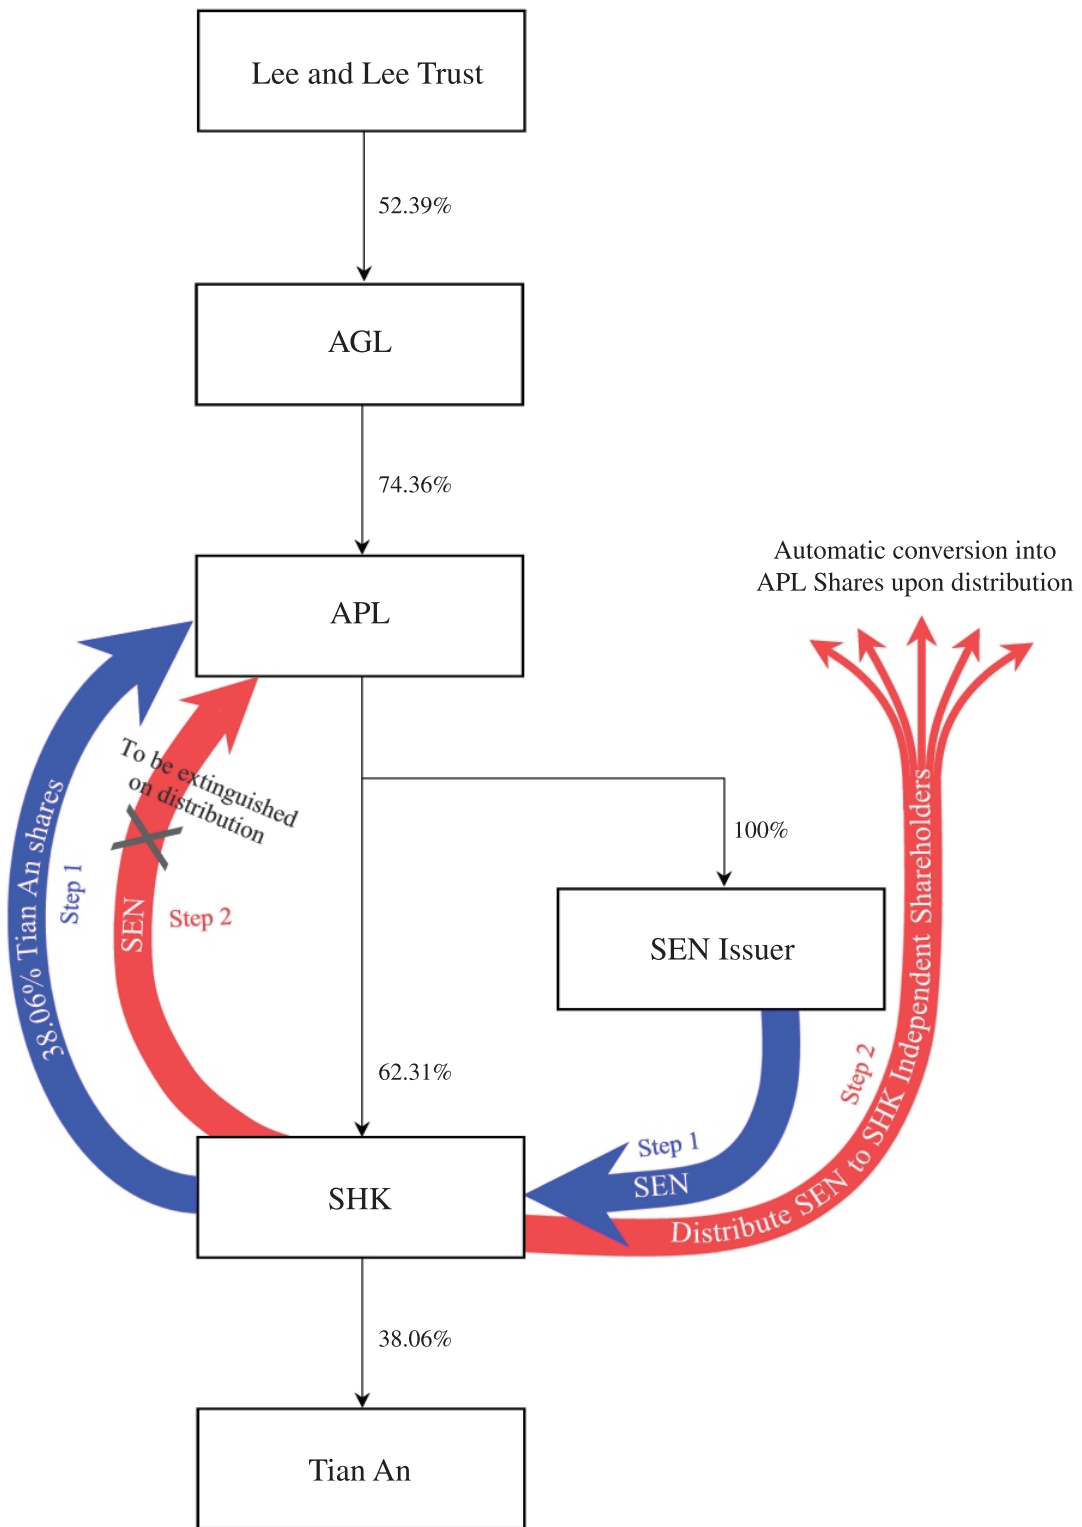 Lee and Lee Trust
52.39%
AGL
74.36%
Automatic conversion into
APL Shares upon distribution
APL
To be extinguished
on distribution
38.06% Tian An shares
Step 1
SEN
Step 2
100%
SEN Issuer
Distribute SEN to SHK Independent Shareholders
Step 2
62.31%
Step 1
SEN
SHK
38.06%
Tian An